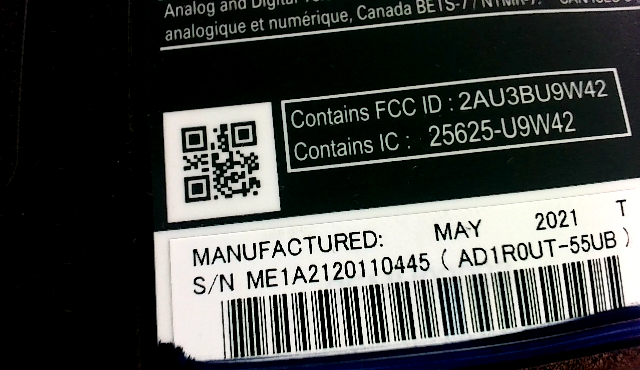 Analog and Digital
analogique et numérique, Canada BETS-7 / NTMR-7.
Contains FCC ID : 2AU3BU9W42
Contains IC : 25625-U9W42
MANUFACTURED: MAY 2021 T
S/N ME1A2120110445 ( AD1R0UT-55UB )